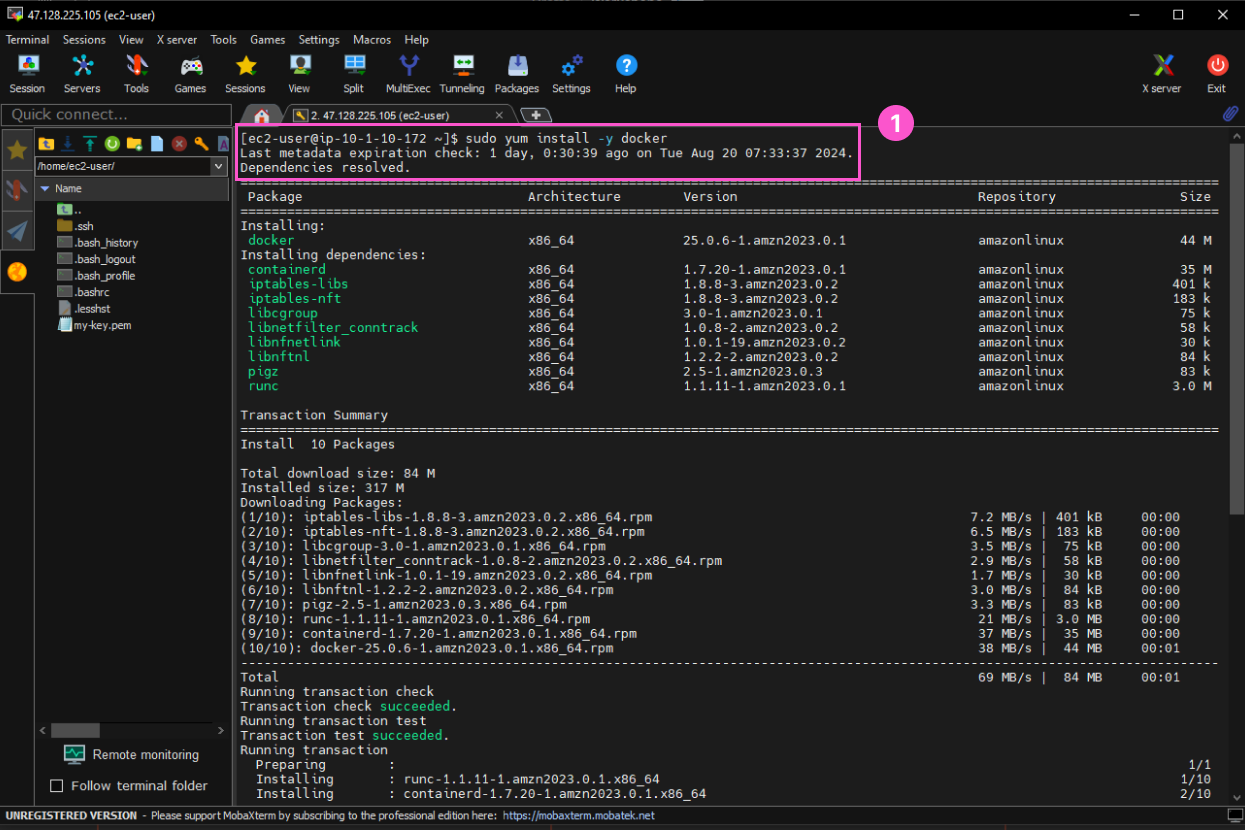 47.128.225.105 (ec2-user)
Terminal Sessions View X server Tools Games Settings Macros Help
Session Servers Tools Games Sessions View Split MultiExec Tunneling Packages Settings Help X server Exit
Quick connect...
2. 47.128.225.105 (ec2-user)
1
/home/ec2-user/
Name
..
.ssh
.bash_history
.bash_logout
.bash_profile
.bashrc
.lesshst
my-key.pem
Remote monitoring
Follow terminal folder
[ec2-user@ip-10-1-10-172 ~]$ sudo yum install -y docker
Last metadata expiration check: 1 day, 0:30:39 ago on Tue Aug 20 07:33:37 2024.
Dependencies resolved.
================================================================================
Package Architecture Version Repository Size
================================================================================
Installing:
docker x86_64 25.0.6-1.amzn2023.0.1 amazonlinux 44 M
Installing dependencies:
containerd x86_64 1.7.20-1.amzn2023.0.1 amazonlinux 35 M
iptables-libs x86_64 1.8.8-3.amzn2023.0.2 amazonlinux 401 k
iptables-nft x86_64 1.8.8-3.amzn2023.0.2 amazonlinux 183 k
libcgroup x86_64 3.0-1.amzn2023.0.1 amazonlinux 75 k
libnetfilter_conntrack x86_64 1.0.8-2.amzn2023.0.2 amazonlinux 58 k
libnfnetlink x86_64 1.0.1-19.amzn2023.0.2 amazonlinux 30 k
libnftnl x86_64 1.2.2-2.amzn2023.0.2 amazonlinux 84 k
pigz x86_64 2.5-1.amzn2023.0.3 amazonlinux 83 k
runc x86_64 1.1.11-1.amzn2023.0.1 amazonlinux 3.0 M
Transaction Summary
================================================================================
Install 10 Packages
Total download size: 84 M
Installed size: 317 M
Downloading Packages:
(1/10): iptables-libs-1.8.8-3.amzn2023.0.2.x86_64.rpm 7.2 MB/s | 401 kB 00:00
(2/10): iptables-nft-1.8.8-3.amzn2023.0.2.x86_64.rpm 6.5 MB/s | 183 kB 00:00
(3/10): libcgroup-3.0-1.amzn2023.0.1.x86_64.rpm 3.5 MB/s | 75 kB 00:00
(4/10): libnetfilter_conntrack-1.0.8-2.amzn2023.0.2.x86_64.rpm 2.9 MB/s | 58 kB 00:00
(5/10): libnfnetlink-1.0.1-19.amzn2023.0.2.x86_64.rpm 1.7 MB/s | 30 kB 00:00
(6/10): libnftnl-1.2.2-2.amzn2023.0.2.x86_64.rpm 3.0 MB/s | 84 kB 00:00
(7/10): pigz-2.5-1.amzn2023.0.3.x86_64.rpm 3.3 MB/s | 83 kB 00:00
(8/10): runc-1.1.11-1.amzn2023.0.1.x86_64.rpm 21 MB/s | 3.0 MB 00:00
(9/10): containerd-1.7.20-1.amzn2023.0.1.x86_64.rpm 37 MB/s | 35 MB 00:00
(10/10): docker-25.0.6-1.amzn2023.0.1.x86_64.rpm 38 MB/s | 44 MB 00:01
--------------------------------------------------------------------------------
Total 69 MB/s | 84 MB 00:01
Running transaction check
Transaction check succeeded.
Running transaction test
Transaction test succeeded.
Running transaction
Preparing : 1/1
Installing : runc-1.1.11-1.amzn2023.0.1.x86_64 1/10
Installing : containerd-1.7.20-1.amzn2023.0.1.x86_64 2/10
UNREGISTERED VERSION - Please support MobaXterm by subscribing to the professional edition here: https://mobaxterm.mobatek.net